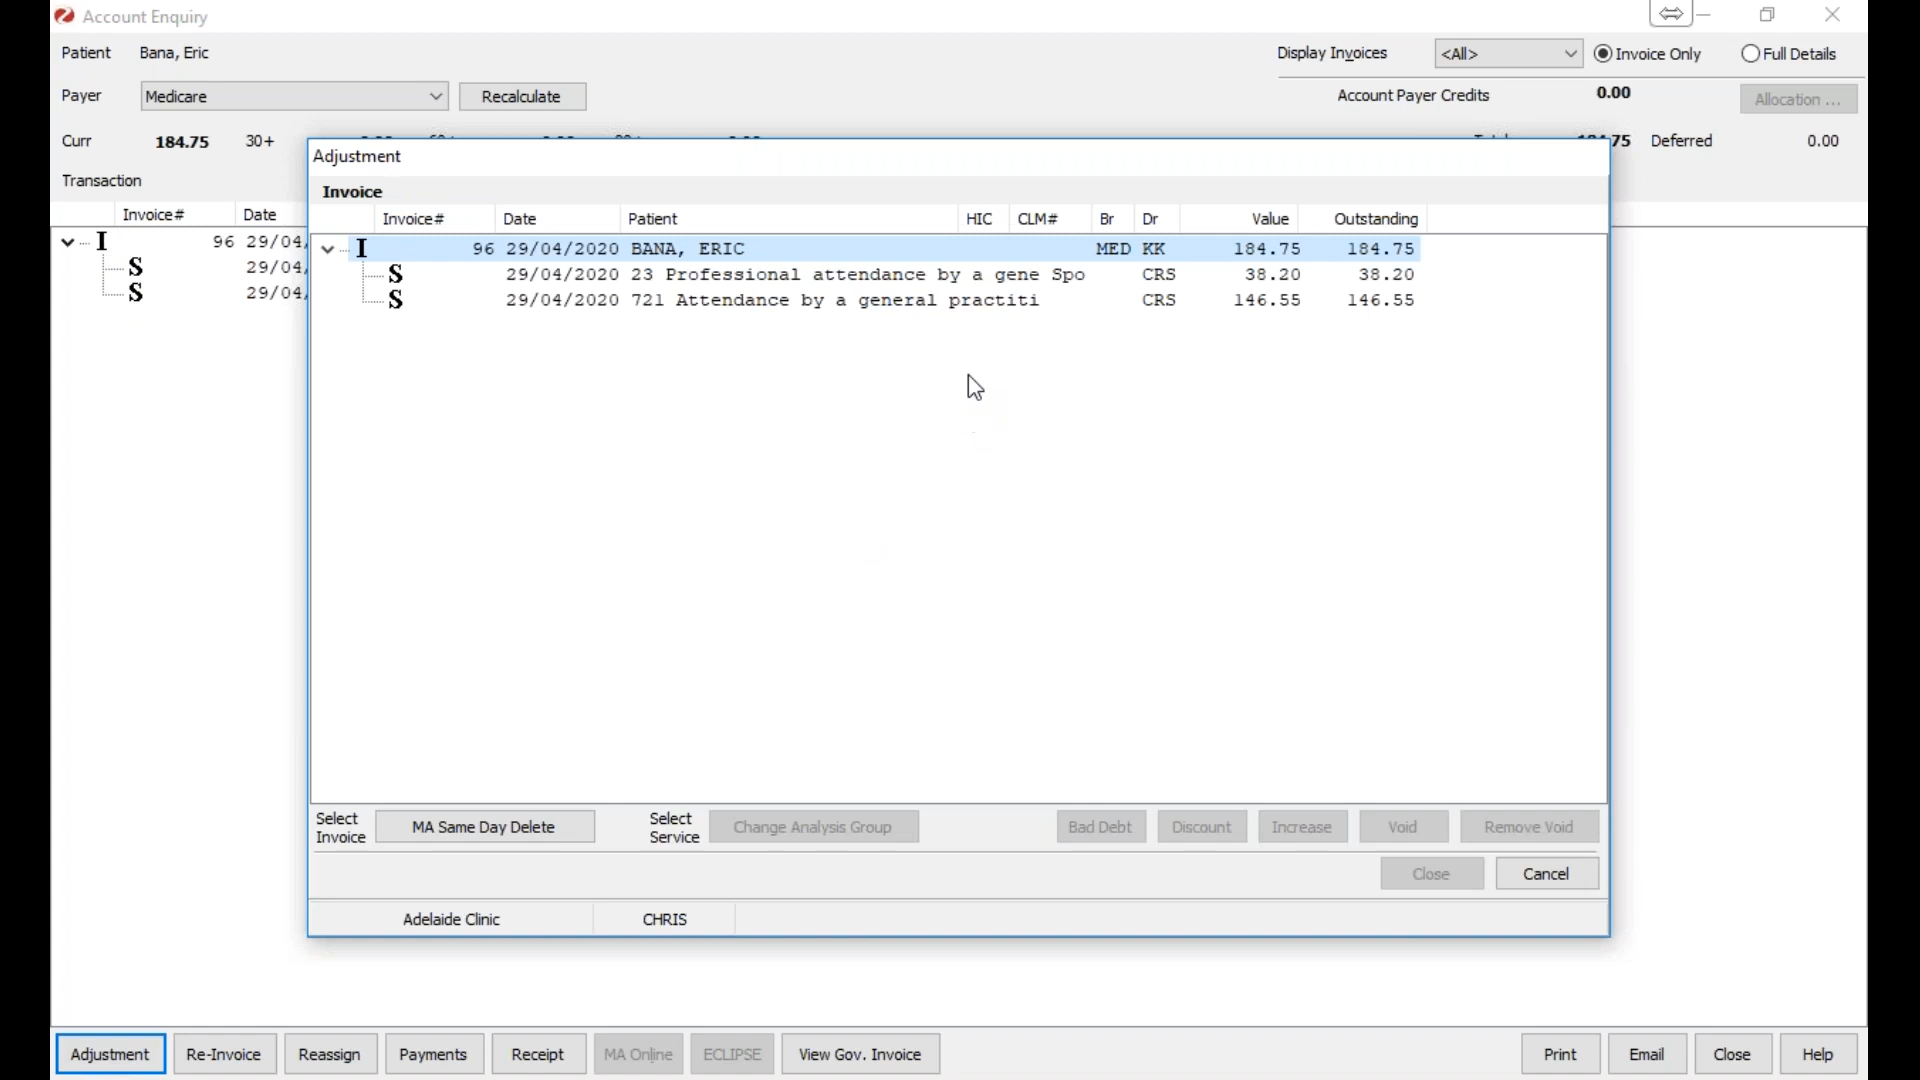 Account Enquiry
Patient Bana, Eric Display Invoices <All> Invoice Only Full Details
Payer Medicare Recalculate Account Payer Credits 0.00 Allocation ...
Curr 184.75 30+ Deferred 0.00
Adjustment
Transaction
Invoice
Invoice# Date
Invoice# Date Patient HIC CLM# Br Dr Value Outstanding
I 96 29/04/
S 29/04/
S 29/04/
I 96 29/04/2020 BANA, ERIC MED KK 184.75 184.75
S 29/04/2020 23 Professional attendance by a gene Spo CRS 38.20 38.20
S 29/04/2020 721 Attendance by a general practiti CRS 146.55 146.55
Select Invoice MA Same Day Delete Select Service Change Analysis Group Bad Debt Discount Increase Void Remove Void
Close Cancel
Adelaide Clinic CHRIS
Adjustment Re-Invoice Reassign Payments Receipt MA Online ECLIPSE View Gov. Invoice Print Email Close Help